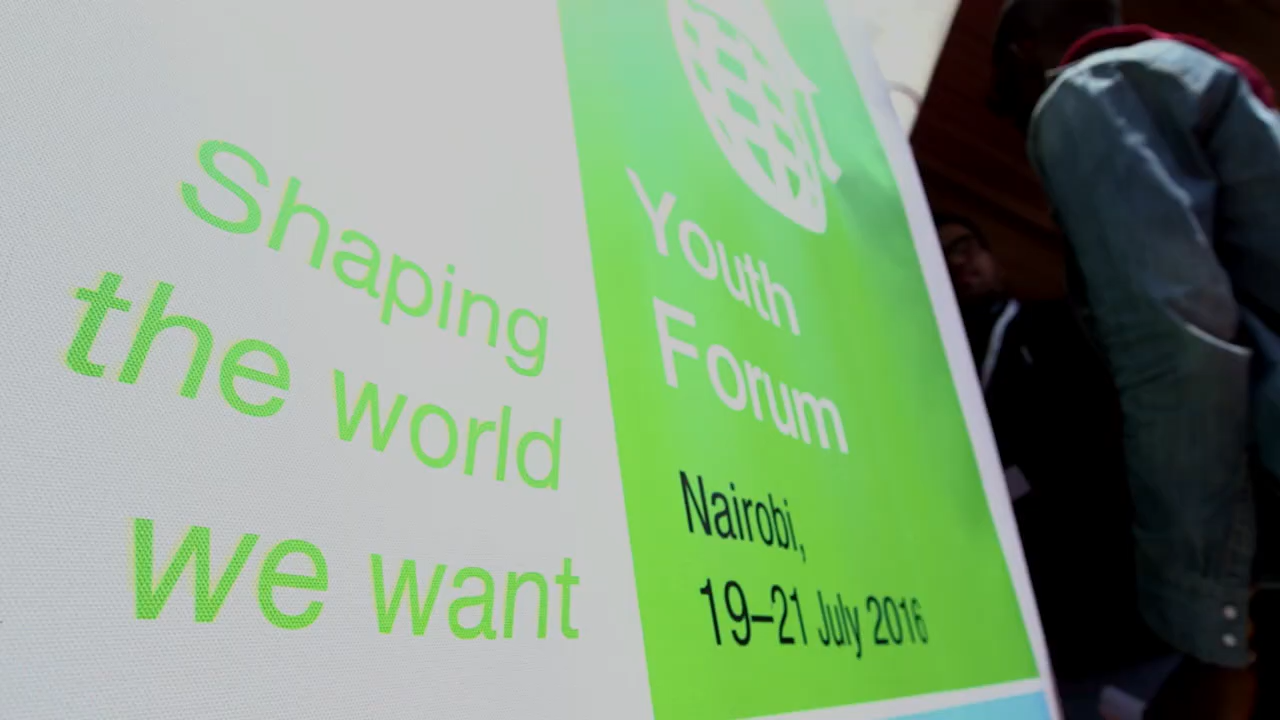 Shaping
the world
we want
Youth
Forum
Nairobi,
19–21 July 2016